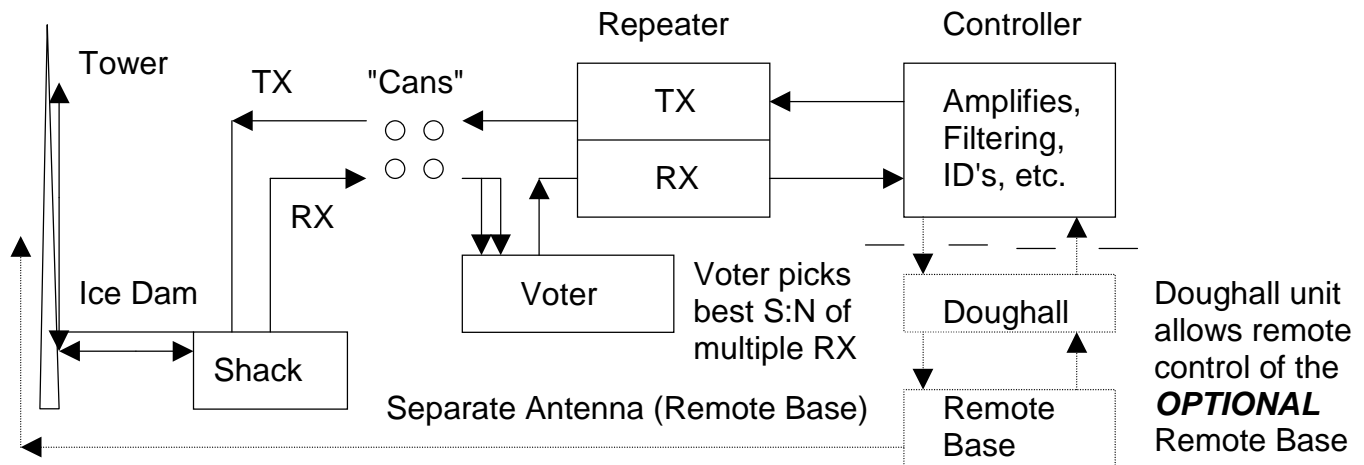 Repeater
Controller
Tower
TX
"Cans"
TX
RX
Amplifies,
Filtering,
ID's, etc.
RX
Ice Dam
Shack
Voter
Voter picks
best S:N of
multiple RX
Doughall
Doughall unit
allows remote
control of the
OPTIONAL
Remote Base
Separate Antenna (Remote Base)
Remote
Base